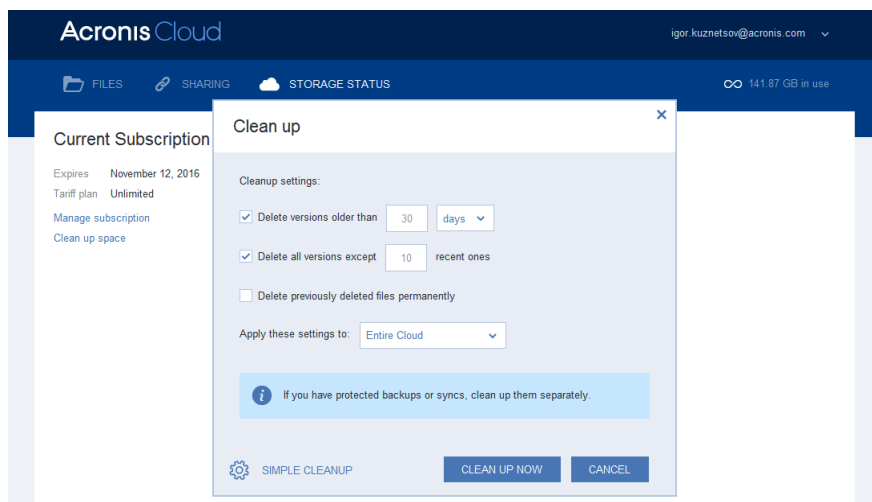 Acronis Cloud
igor.kuznetsov@acronis.com
FILES SHARING STORAGE STATUS 141.87 GB in use
Current Subscription
Expires November 12, 2016
Tariff plan Unlimited
Manage subscription
Clean up space
Clean up
Cleanup settings:
Delete versions older than 30 days
Delete all versions except 10 recent ones
Delete previously deleted files permanently
Apply these settings to: Entire Cloud
If you have protected backups or syncs, clean up them separately.
SIMPLE CLEANUP CLEAN UP NOW CANCEL